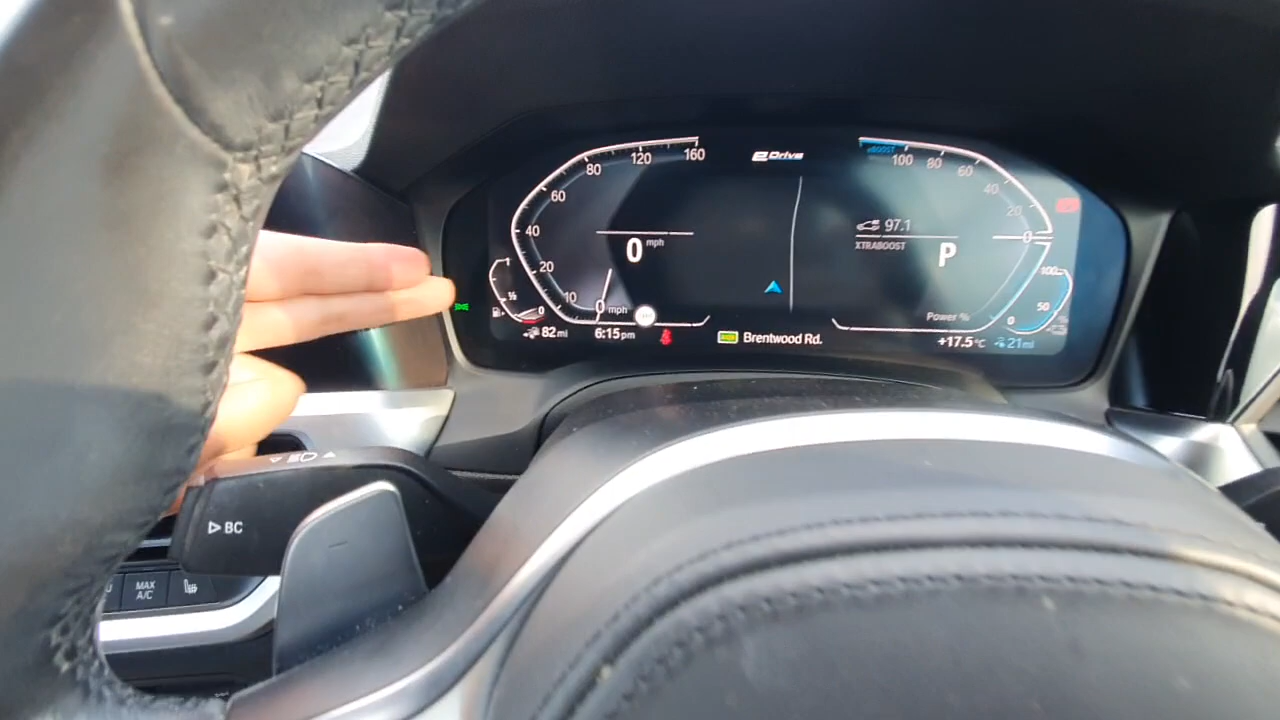 eDrive
160
120
80
60
40
20
10
0
0 mph
mph
1
½
0
82 mi
6:15 pm
Brentwood Rd.
eBOOST
100
80
60
40
20
0
97.1
XTRABOOST
P
Power %
100
50
0
%
+17.5°C
21 mi
BC
MAX
A/C